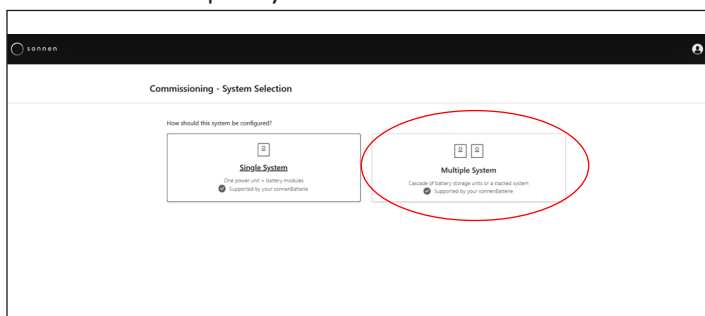 sonnen
Commissioning - System Selection
How should this system be configured?
Single System
One power unit + battery modules
Supported by your sonnenBatterie
Multiple System
Cascade of battery storage units or a stacked system
Supported by your sonnenBatterie